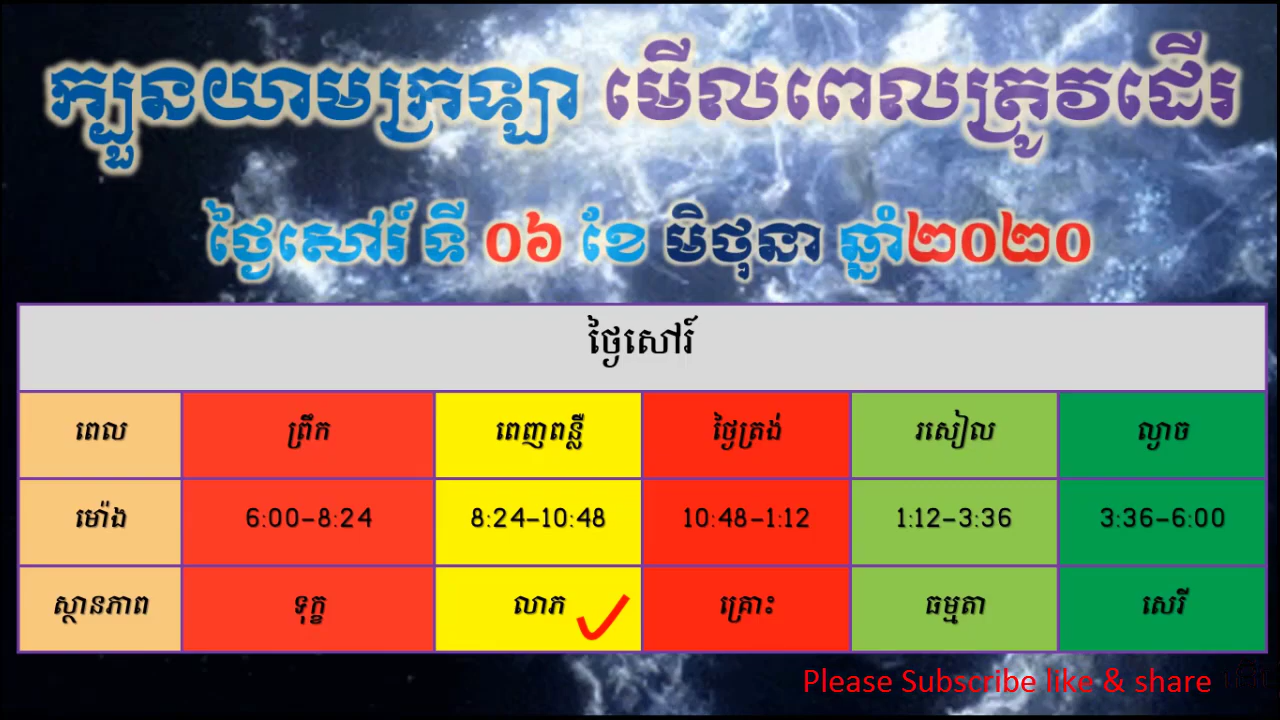 ក្បួនយាមក្រឡា មើលពេលត្រូវដើរ
ថ្ងៃសៅរ៍ ទី ០៦ ខែ មិថុនា ឆ្នាំ២០២០
ថ្ងៃសៅរ៍
ពេល ព្រឹក ពេញពន្លឺ ថ្ងៃត្រង់ រសៀល ល្ងាច
ម៉ោង 6:00-8:24 8:24-10:48 10:48-1:12 1:12-3:36 3:36-6:00
ស្ថានភាព ទុក្ខ លាភ គ្រោះ ធម្មតា សេរី
Please Subscribe like & share